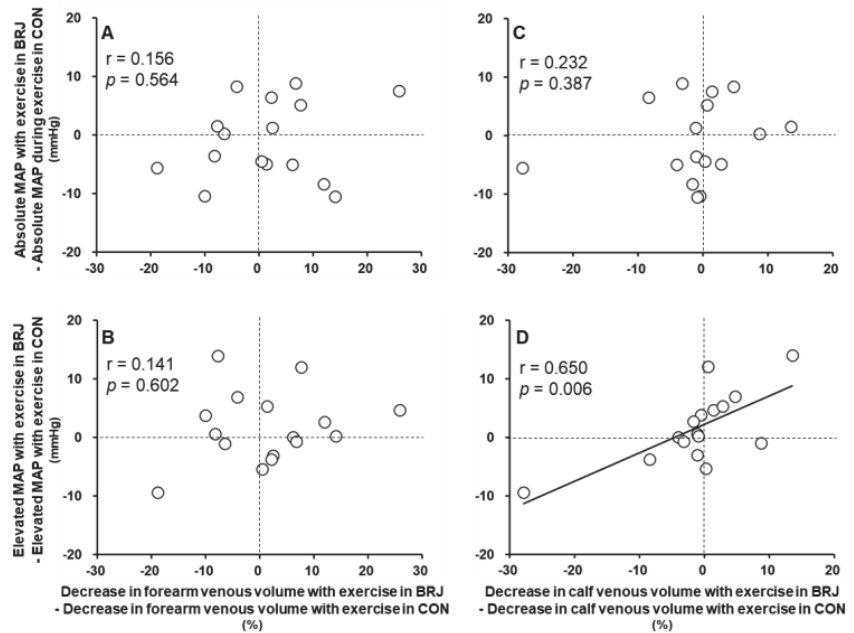 Absolute MAP with exercise in BRJ
- Absolute MAP during exercise in CON
(mmHg)
A
r = 0.156
p = 0.564
20
10
0
-10
-20
-30
-20
-10
0
10
20
30
C
r = 0.232
p = 0.387
20
10
0
-10
-20
-30
-20
-10
0
10
20
Elevated MAP with exercise in BRJ
- Elevated MAP with exercise in CON
(mmHg)
B
r = 0.141
p = 0.602
20
10
0
-10
-20
-30
-20
-10
0
10
20
30
Decrease in forearm venous volume with exercise in BRJ
- Decrease in forearm venous volume with exercise in CON
(%)
D
r = 0.650
p = 0.006
20
10
0
-10
-20
-30
-20
-10
0
10
20
Decrease in calf venous volume with exercise in BRJ
- Decrease in calf venous volume with exercise in CON
(%)